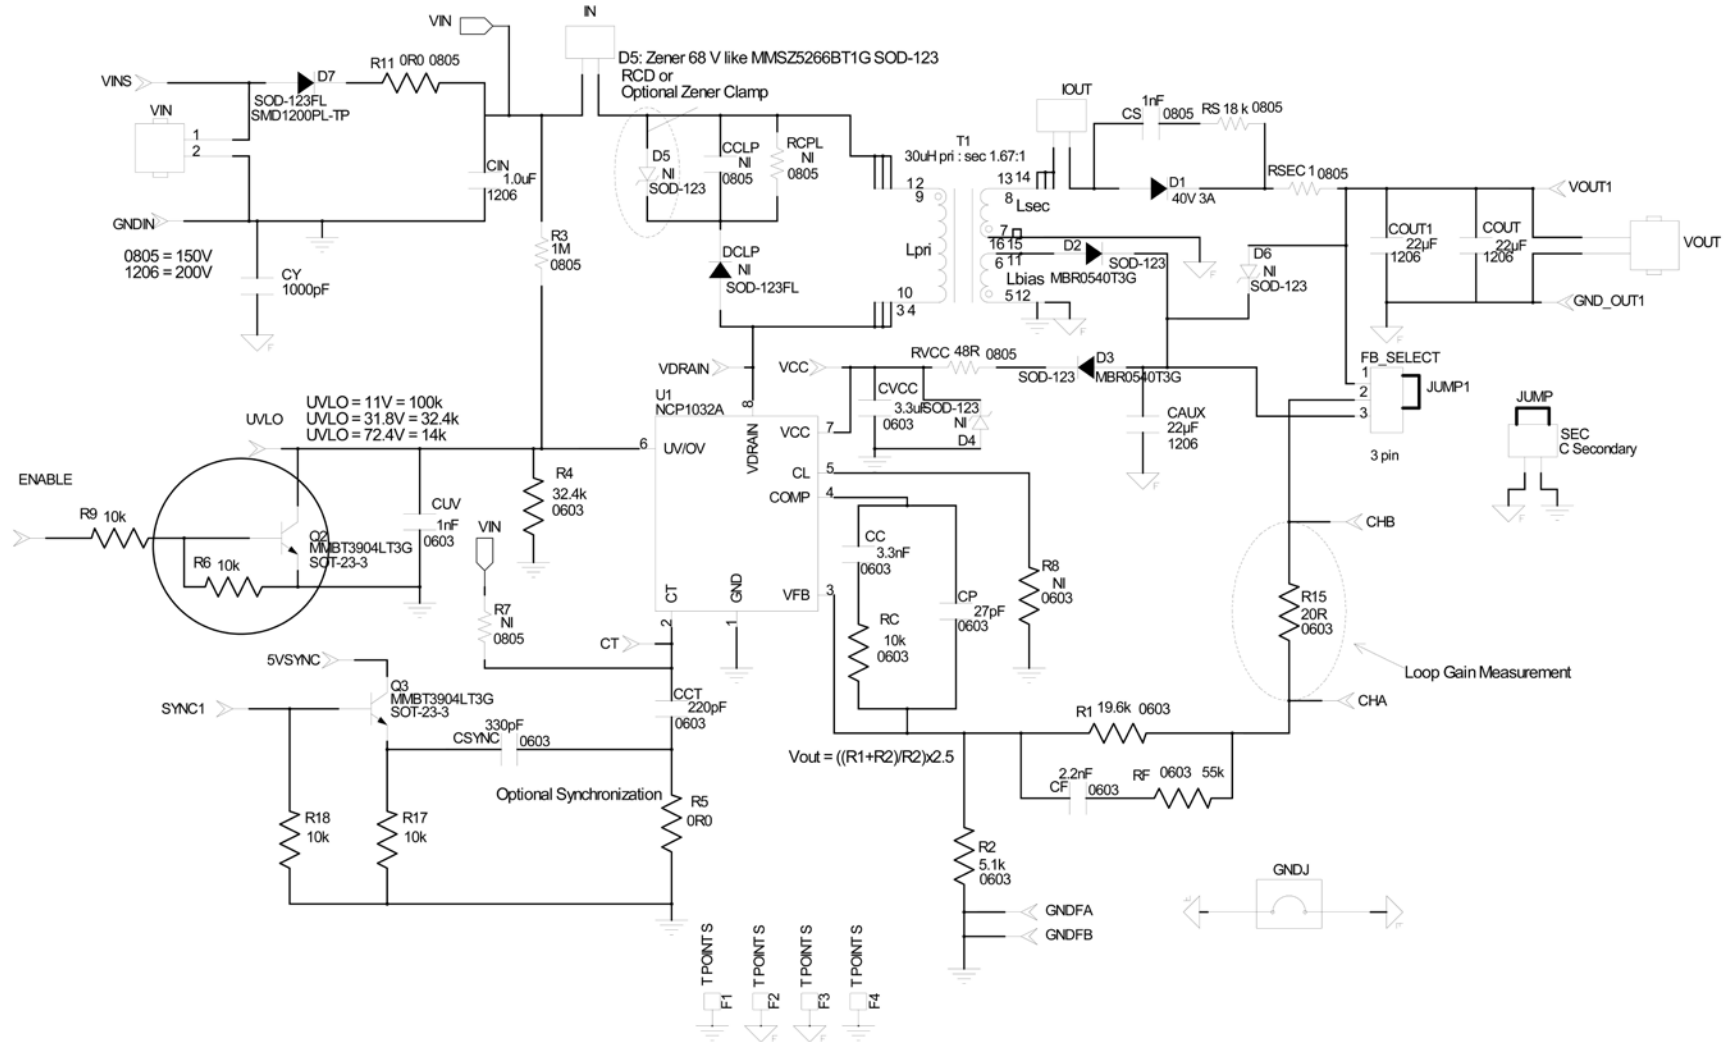 VIN
IN
D5: Zener 68 V like MMSZ5266BT1G SOD-123
RCD or
Optional Zener Clamp
R11 0R0 0805
VINS
D7
SOD-123FL
SMD1200PL-TP
VIN
1
2
CIN
1.0uF
1206
GNDIN
0805 = 150V
1206 = 200V
CY
1000pF
F
R3
1M
0805
D5
NI
SOD-123
CCLP
NI
0805
RCPL
NI
0805
DCLP
NI
SOD-123FL
T1
30uH pri : sec 1.67:1
12
9
Lpri
10
3 4
13 14
8
Lsec
7
16 15
11
6
Lbias
5 12
F
IOUT
1nF
CS
0805
RS 18 k 0805
D1
40V 3A
RSEC 1 0805
VOUT1
D2
SOD-123
MBR0540T3G
F
D6
NI
SOD-123
COUT1
22µF
1206
COUT
22µF
1206
VOUT
GND_OUT1
F
VDRAIN
VCC
RVCC 48R 0805
D3
SOD-123
MBR0540T3G
FB_SELECT
1
2
3
JUMP1
3 pin
U1
NCP1032A
8
CVCC
3.3uF
0603
SOD-123
NI
D4
CAUX
22µF
1206
F
JUMP
SEC
C Secondary
F
UVLO
UVLO = 11V = 100k
UVLO = 31.8V = 32.4k
UVLO = 72.4V = 14k
6
UV/OV
VDRAIN
VCC
7
CL
5
COMP
4
VFB
3
CT
2
GND
1
ENABLE
R9 10k
R6 10k
Q2
MMBT3904LT3G
SOT-23-3
CUV
1nF
0603
R4
32.4k
0603
VIN
R7
NI
0805
CC
3.3nF
0603
RC
10k
0603
CP
27pF
0603
R8
NI
0603
CHB
R15
20R
0603
Loop Gain Measurement
CHA
CT
5VSYNC
Q3
MMBT3904LT3G
SOT-23-3
SYNC1
CCT
220pF
0603
330pF
CSYNC
0603
Optional Synchronization
R18
10k
R17
10k
R5
0R0
Vout = ((R1+R2)/R2)x2.5
R1 19.6k 0603
2.2nF
CF
0603
RF 0603 55k
R2
5.1k
0603
GNDFA
GNDFB
GNDJ
F
F
TPOINTS
F1
TPOINTS
F2
F
TPOINTS
F3
F
TPOINTS
F4
F